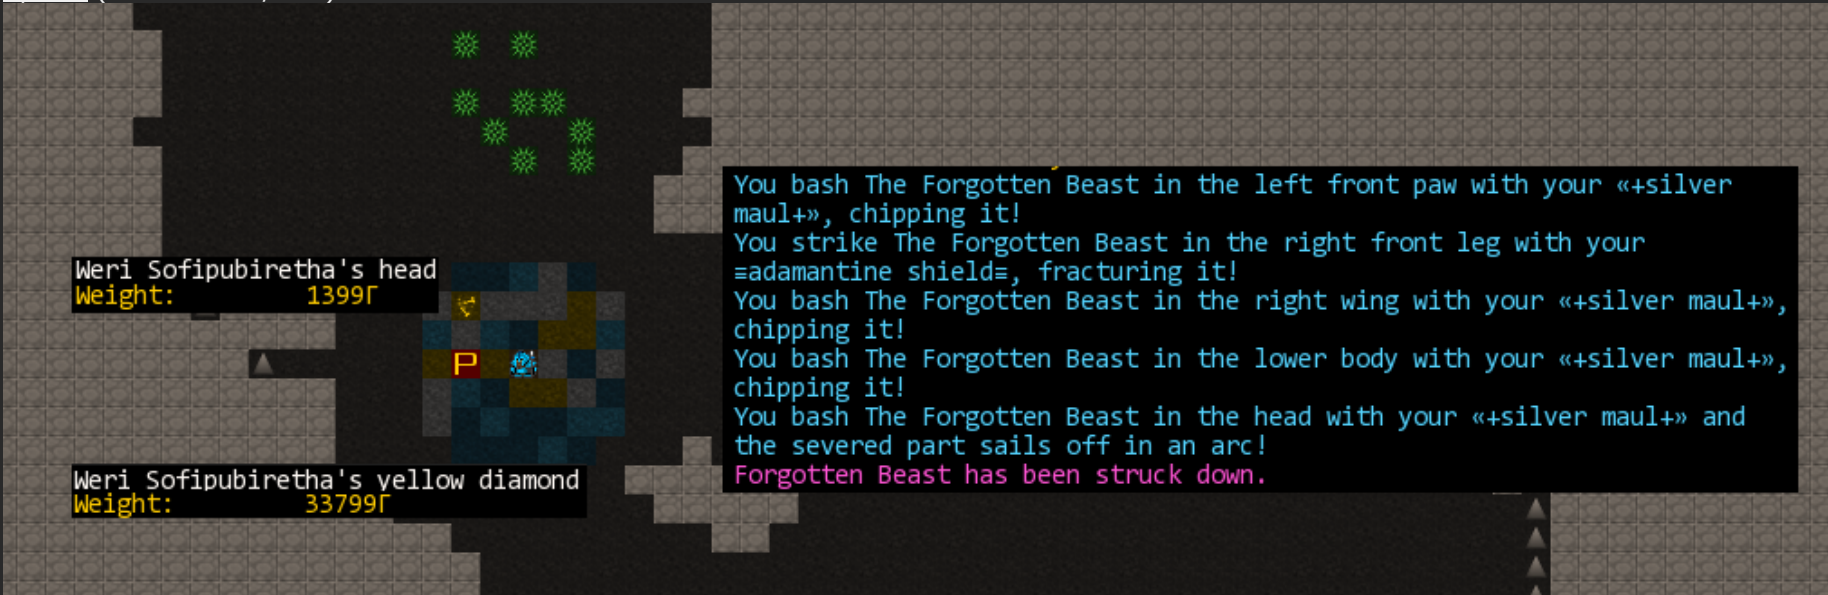 Weri Sofipubiretha's head
Weight: 1399Γ
P
Weri Sofipubiretha's yellow diamond
Weight: 33799Γ
You bash The Forgotten Beast in the left front paw with your «+silver
maul+», chipping it!
You strike The Forgotten Beast in the right front leg with your
≡adamantine shield≡, fracturing it!
You bash The Forgotten Beast in the right wing with your «+silver maul+»,
chipping it!
You bash The Forgotten Beast in the lower body with your «+silver maul+»,
chipping it!
You bash The Forgotten Beast in the head with your «+silver maul+» and
the severed part sails off in an arc!
Forgotten Beast has been struck down.